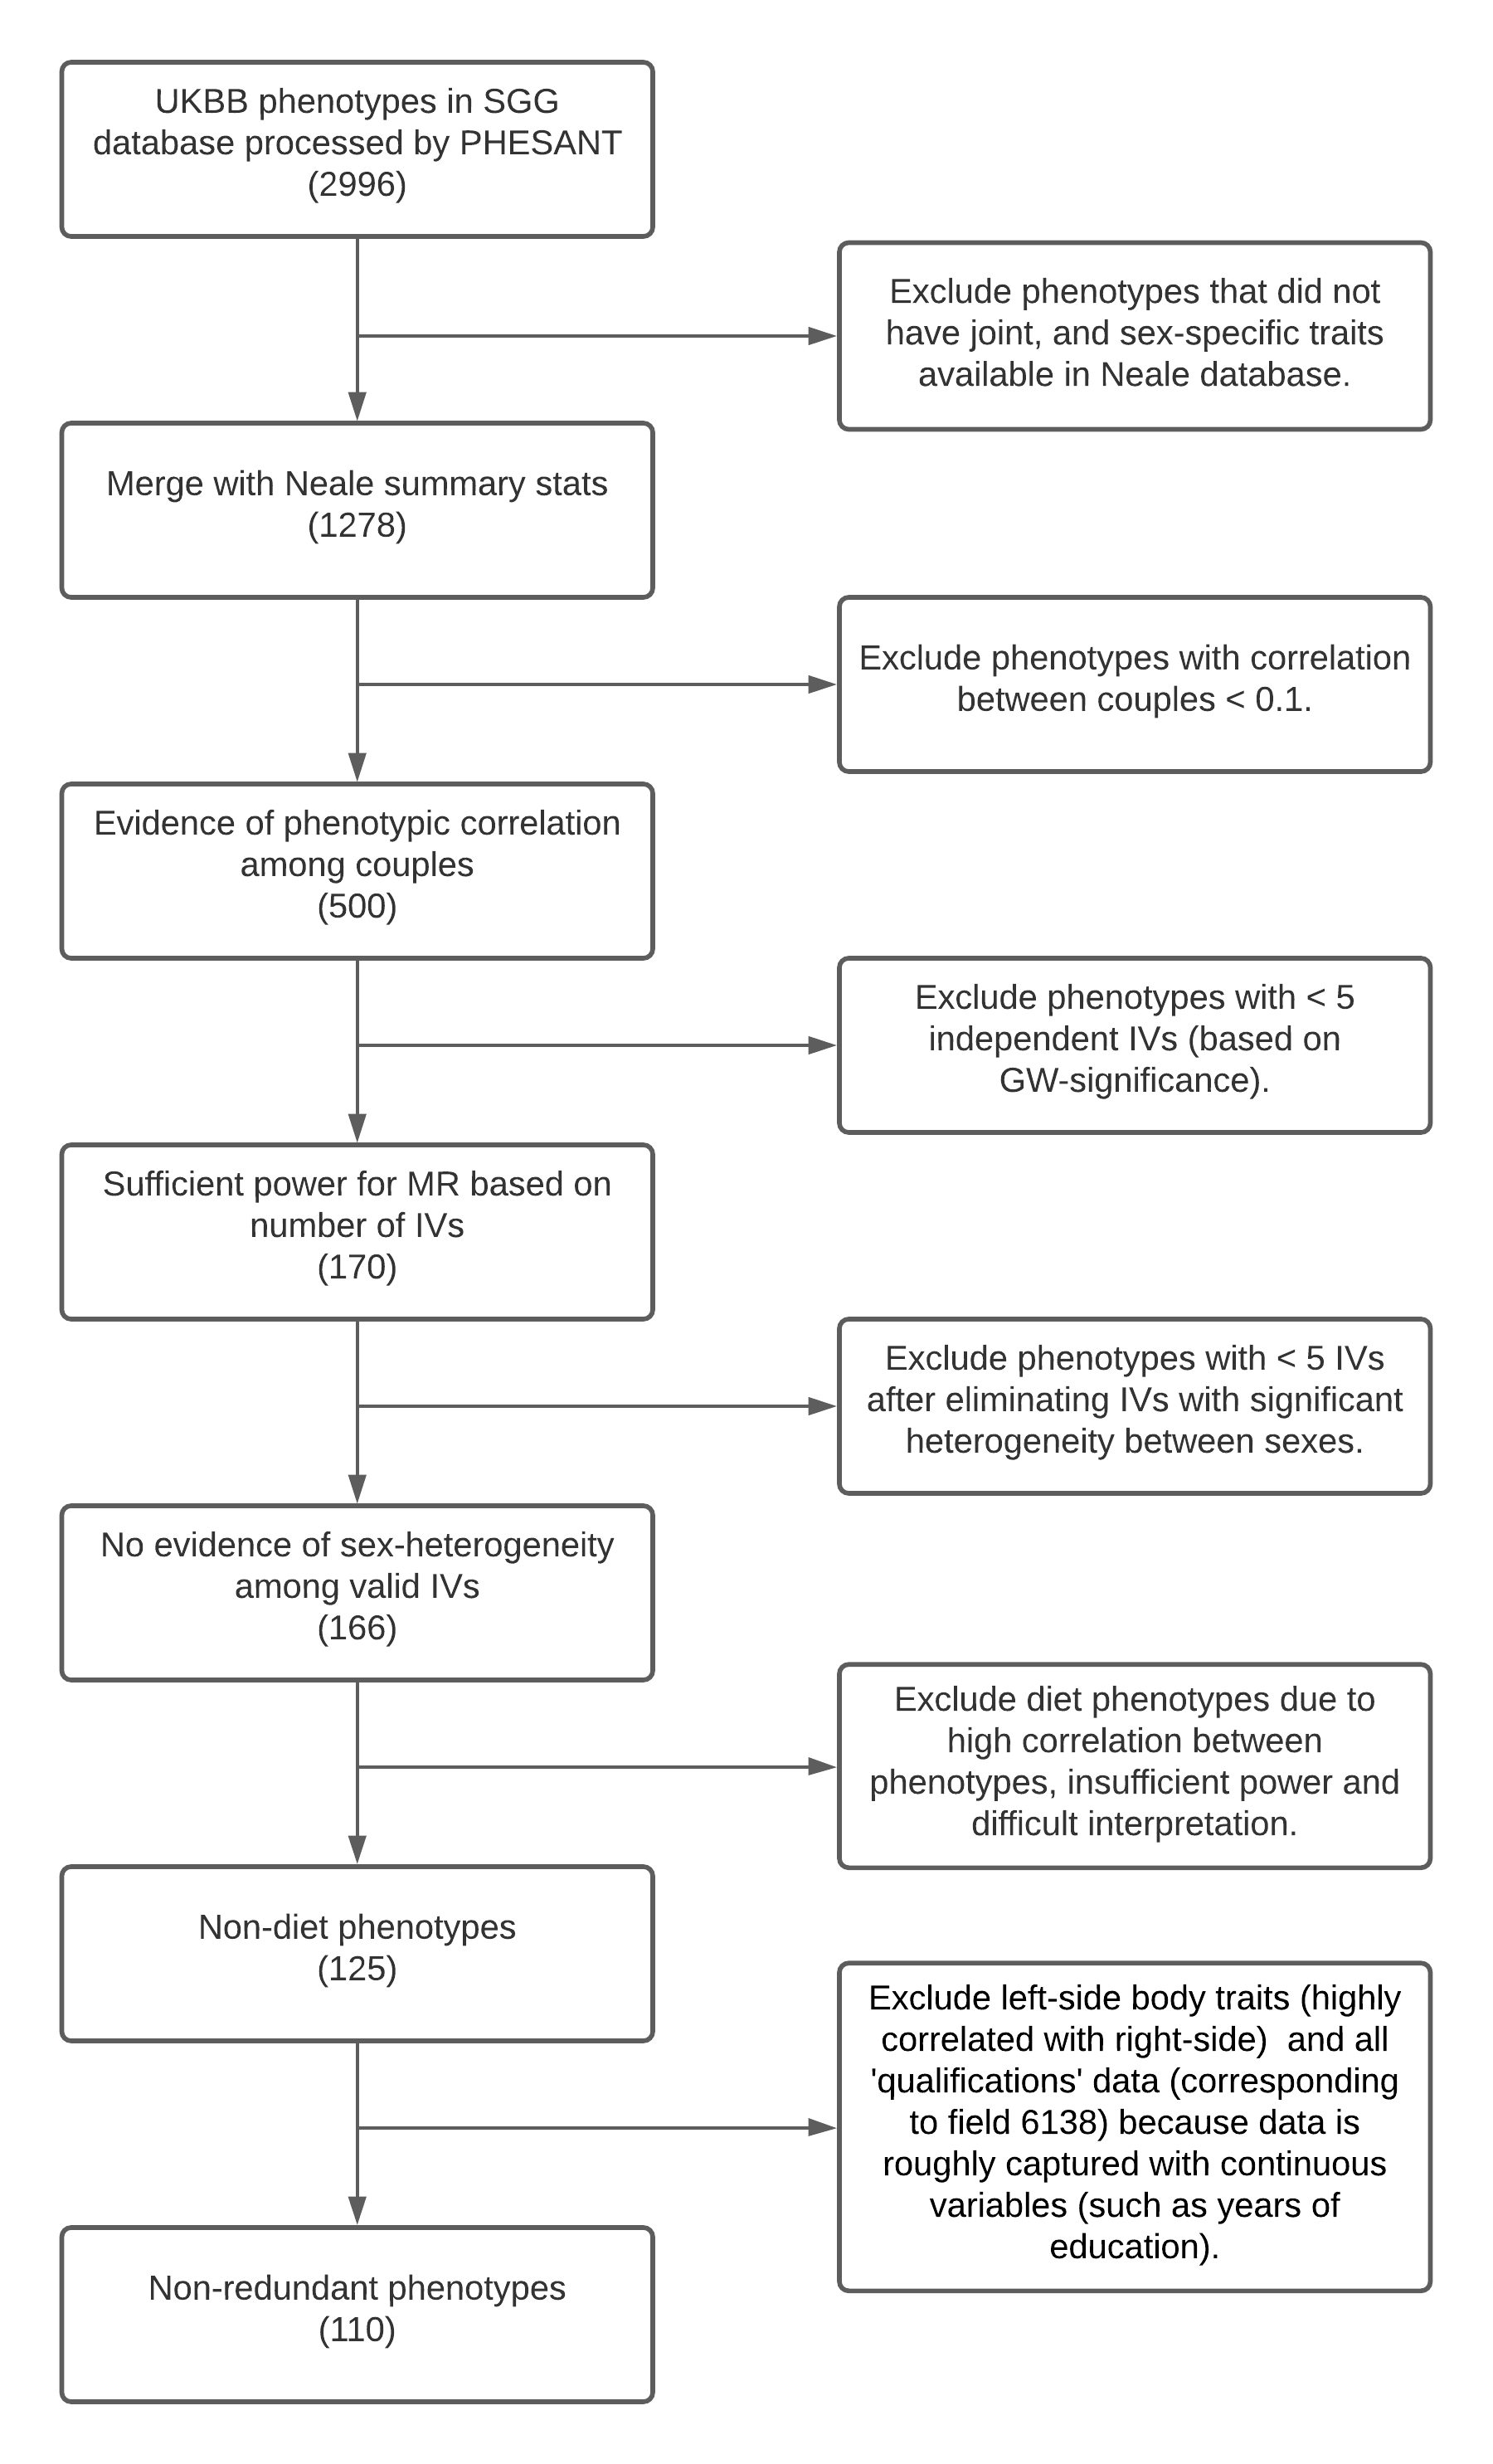 UKBB phenotypes in SGG
database processed by PHESANT
(2996)
Exclude phenotypes that did not
have joint, and sex-specific traits
available in Neale database.
Merge with Neale summary stats
(1278)
Exclude phenotypes with correlation
between couples < 0.1.
Evidence of phenotypic correlation
among couples
(500)
Exclude phenotypes with < 5
independent IVs (based on
GW-significance).
Sufficient power for MR based on
number of IVs
(170)
Exclude phenotypes with < 5 IVs
after eliminating IVs with significant
heterogeneity between sexes.
No evidence of sex-heterogeneity
among valid IVs
(166)
Exclude diet phenotypes due to
high correlation between
phenotypes, insufficient power and
difficult interpretation.
Non-diet phenotypes
(125)
Exclude left-side body traits (highly
correlated with right-side)  and all
'qualifications' data (corresponding
to field 6138) because data is
roughly captured with continuous
variables (such as years of
education).
Non-redundant phenotypes
(110)